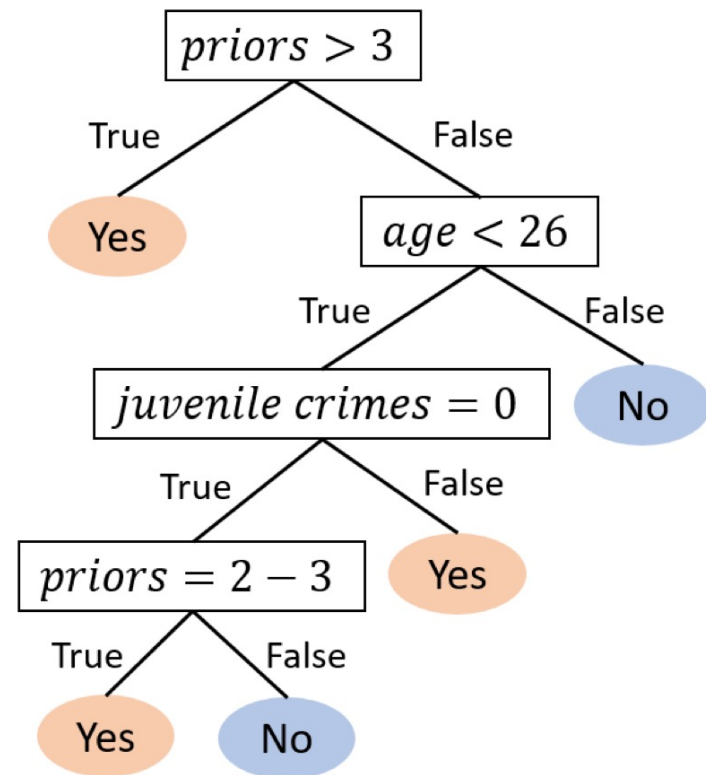 priors > 3
True
False
Yes
age < 26
True
False
juvenile crimes = 0
No
True
False
priors = 2 − 3
Yes
True
False
Yes
No